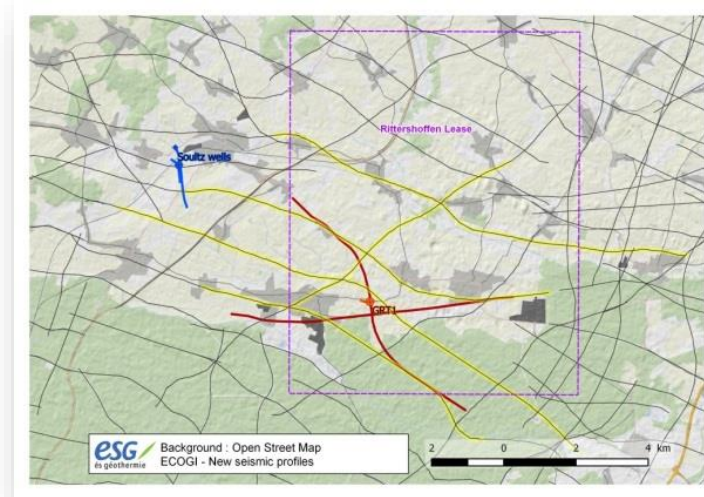 Rittershoffen Lease
Soultz wells
GRT1
ESG
és géothermie
Background : Open Street Map
ECOGI - New seismic profiles
2 0 2 4 km